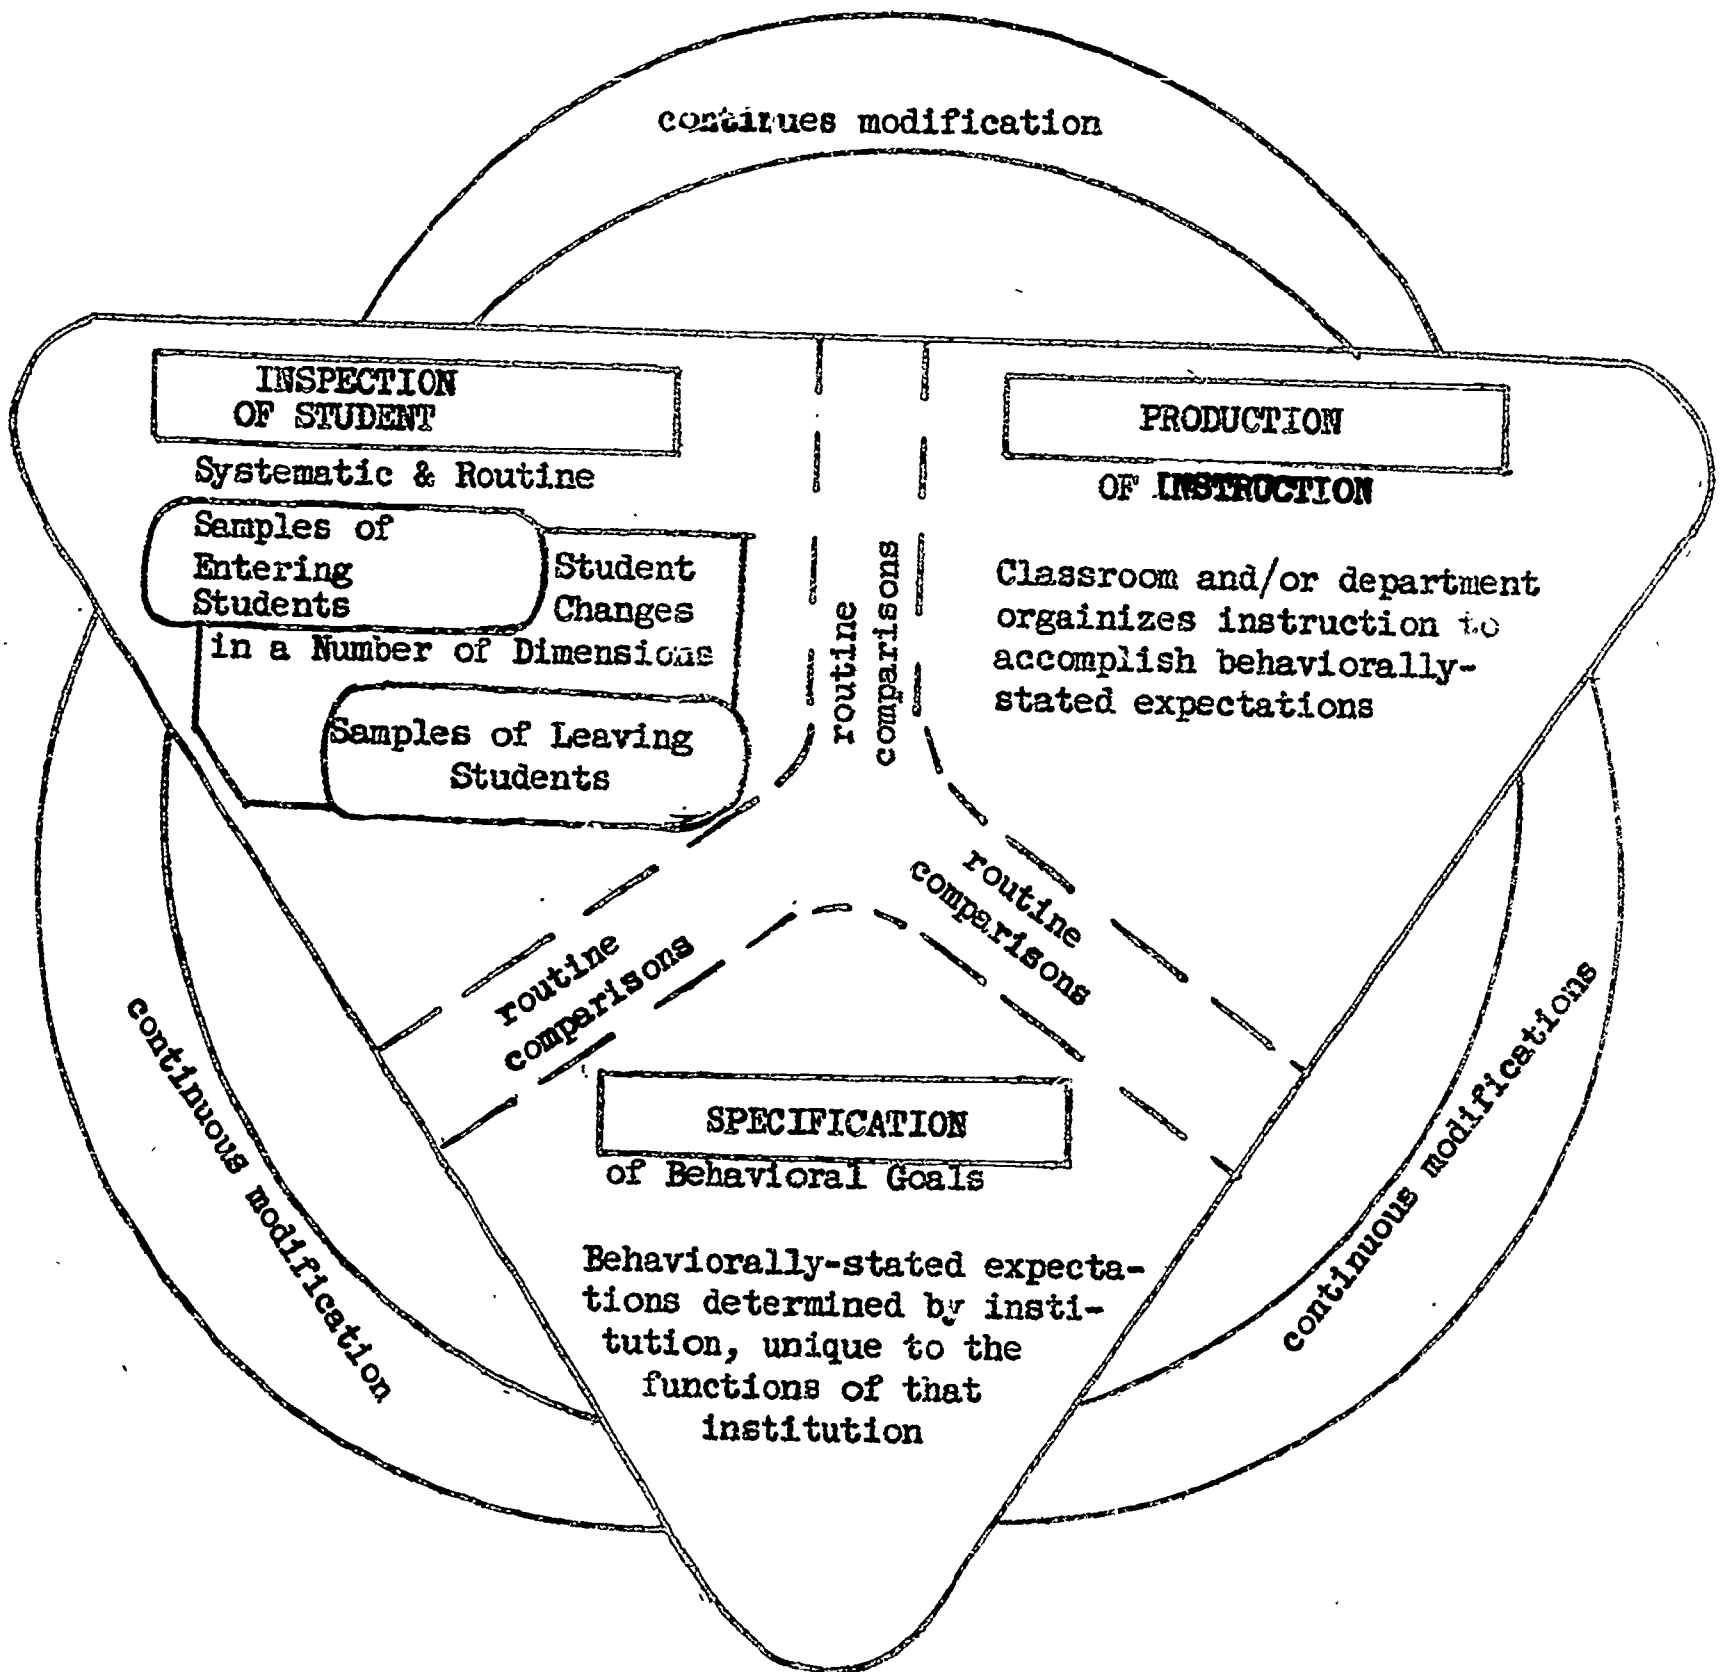 continues modification
INSPECTION
OF STUDENT
Systematic & Routine
Samples of
Entering
Students
Student
Changes
in a Number of Dimensions
Samples of Leaving
Students
routine
comparisons
PRODUCTION
OF INSTRUCTION
Classroom and/or department
orgainizes instruction to
accomplish behaviorally-
stated expectations
routine
comparisons
routine
comparisons
SPECIFICATION
of Behavioral Goals
Behaviorally-stated expecta-
tions determined by insti-
tution, unique to the
functions of that
institution
continuous modification
continuous modifications